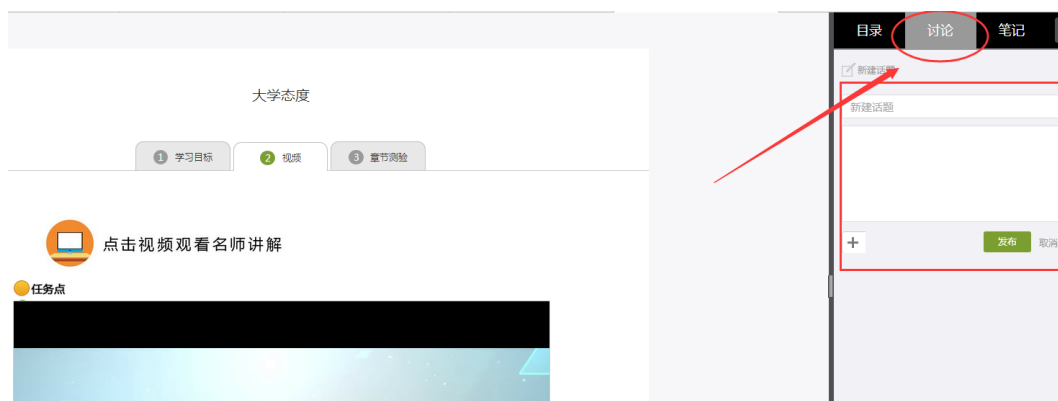 目录 讨论 笔记
新建话题
大学态度
新建话题
1 学习目标 2 视频 3 章节测验
点击视频观看名师讲解
+ 发布 取消
任务点